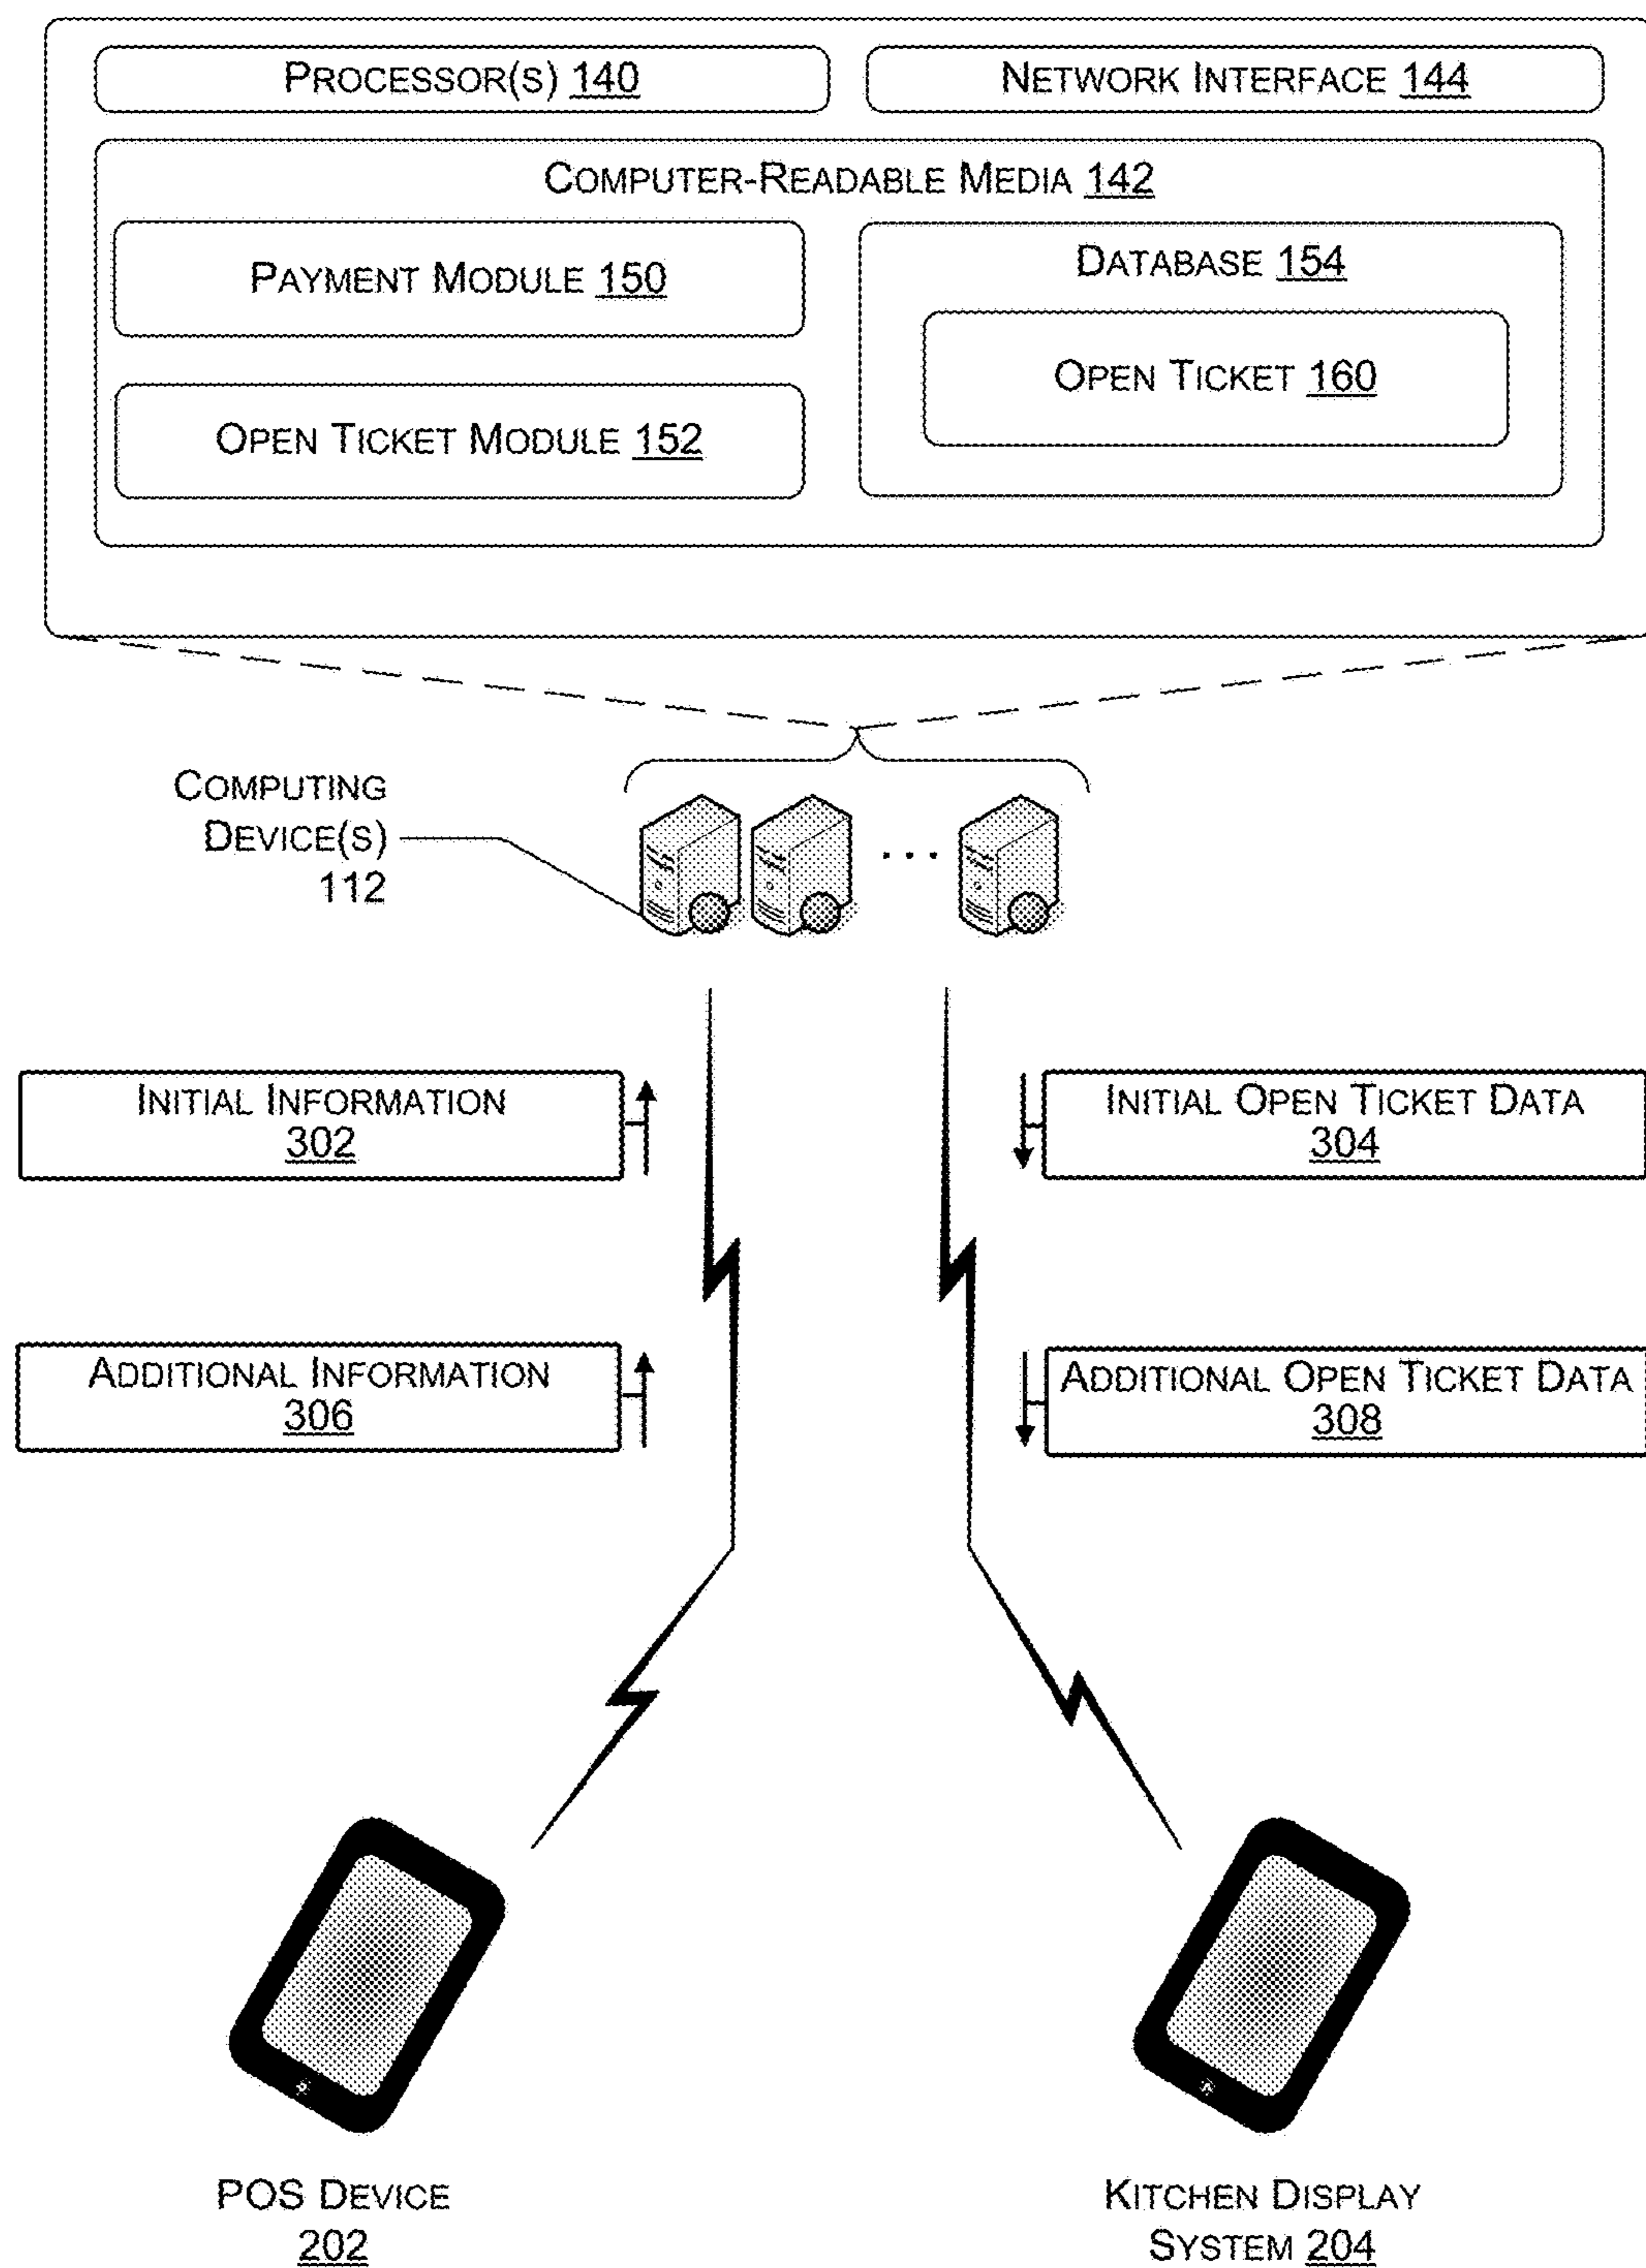 PROCESSOR(S) 140
NETWORK INTERFACE 144
COMPUTER-READABLE MEDIA 142
PAYMENT MODULE 150
DATABASE 154
OPEN TICKET 160
OPEN TICKET MODULE 152
COMPUTING
DEVICE(S)
112
...
INITIAL INFORMATION
302
INITIAL OPEN TICKET DATA
304
ADDITIONAL INFORMATION
306
ADDITIONAL OPEN TICKET DATA
308
POS DEVICE
202
KITCHEN DISPLAY
SYSTEM 204